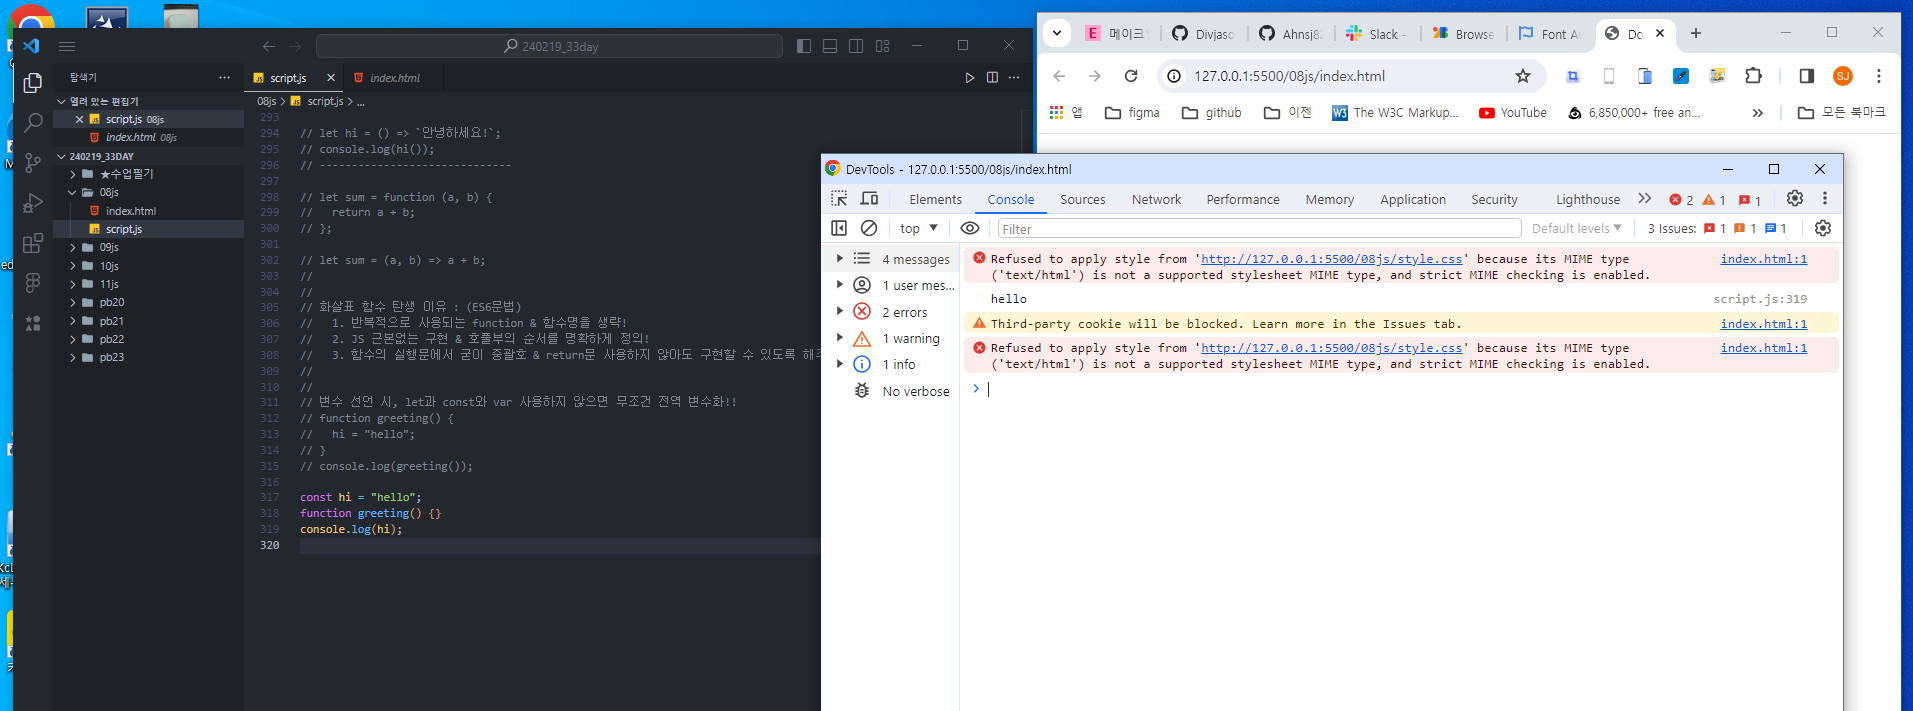 240219_33day
탐색기
script.js
index.html
열려 있는 편집기
script.js 08js
index.html 08js
240219_33DAY
★수업필기
08js
index.html
script.js
09js
10js
11js
pb20
pb21
pb22
pb23
08js > script.js > ...
293
294 // let hi = () => `안녕하세요!`;
295 // console.log(hi());
296 // ------------------------------
297
298 // let sum = function (a, b) {
299 //   return a + b;
300 // };
301
302 // let sum = (a, b) => a + b;
303 //
304 //
305 // 화살표 함수 탄생 이유 : (ES6문법)
306 //   1. 반복적으로 사용되는 function & 함수명을 생략!
307 //   2. JS 근본없는 구현 & 호출부의 순서를 명확하게 정의!
308 //   3. 함수의 실행문에서 굳이 중괄호 & return문 사용하지 않아도 구현할 수 있도록 해
309 //
310 //
311 // 변수 선언 시, let과 const와 var 사용하지 않으면 무조건 전역 변수화!!
312 // function greeting() {
313 //   hi = "hello";
314 // }
315 // console.log(greeting());
316
317 const hi = "hello";
318 function greeting() {}
319 console.log(hi);
320
메이크
Divjaso
Ahnsj8
Slack -
Browse
Font A
Do
127.0.0.1:5500/08js/index.html
SJ
앱
figma
github
이젠
W3
The W3C Markup...
YouTube
6,850,000+ free an...
모든 북마크
DevTools - 127.0.0.1:5500/08js/index.html
Elements
Console
Sources
Network
Performance
Memory
Application
Security
Lighthouse
2
1
1
top
Filter
Default levels
3 Issues: 1 1 1
4 messages
1 user mes...
2 errors
1 warning
1 info
No verbose
Refused to apply style from 'http://127.0.0.1:5500/08js/style.css' because its MIME type index.html:1
('text/html') is not a supported stylesheet MIME type, and strict MIME checking is enabled.
hello script.js:319
Third-party cookie will be blocked. Learn more in the Issues tab. index.html:1
Refused to apply style from 'http://127.0.0.1:5500/08js/style.css' because its MIME type index.html:1
('text/html') is not a supported stylesheet MIME type, and strict MIME checking is enabled.